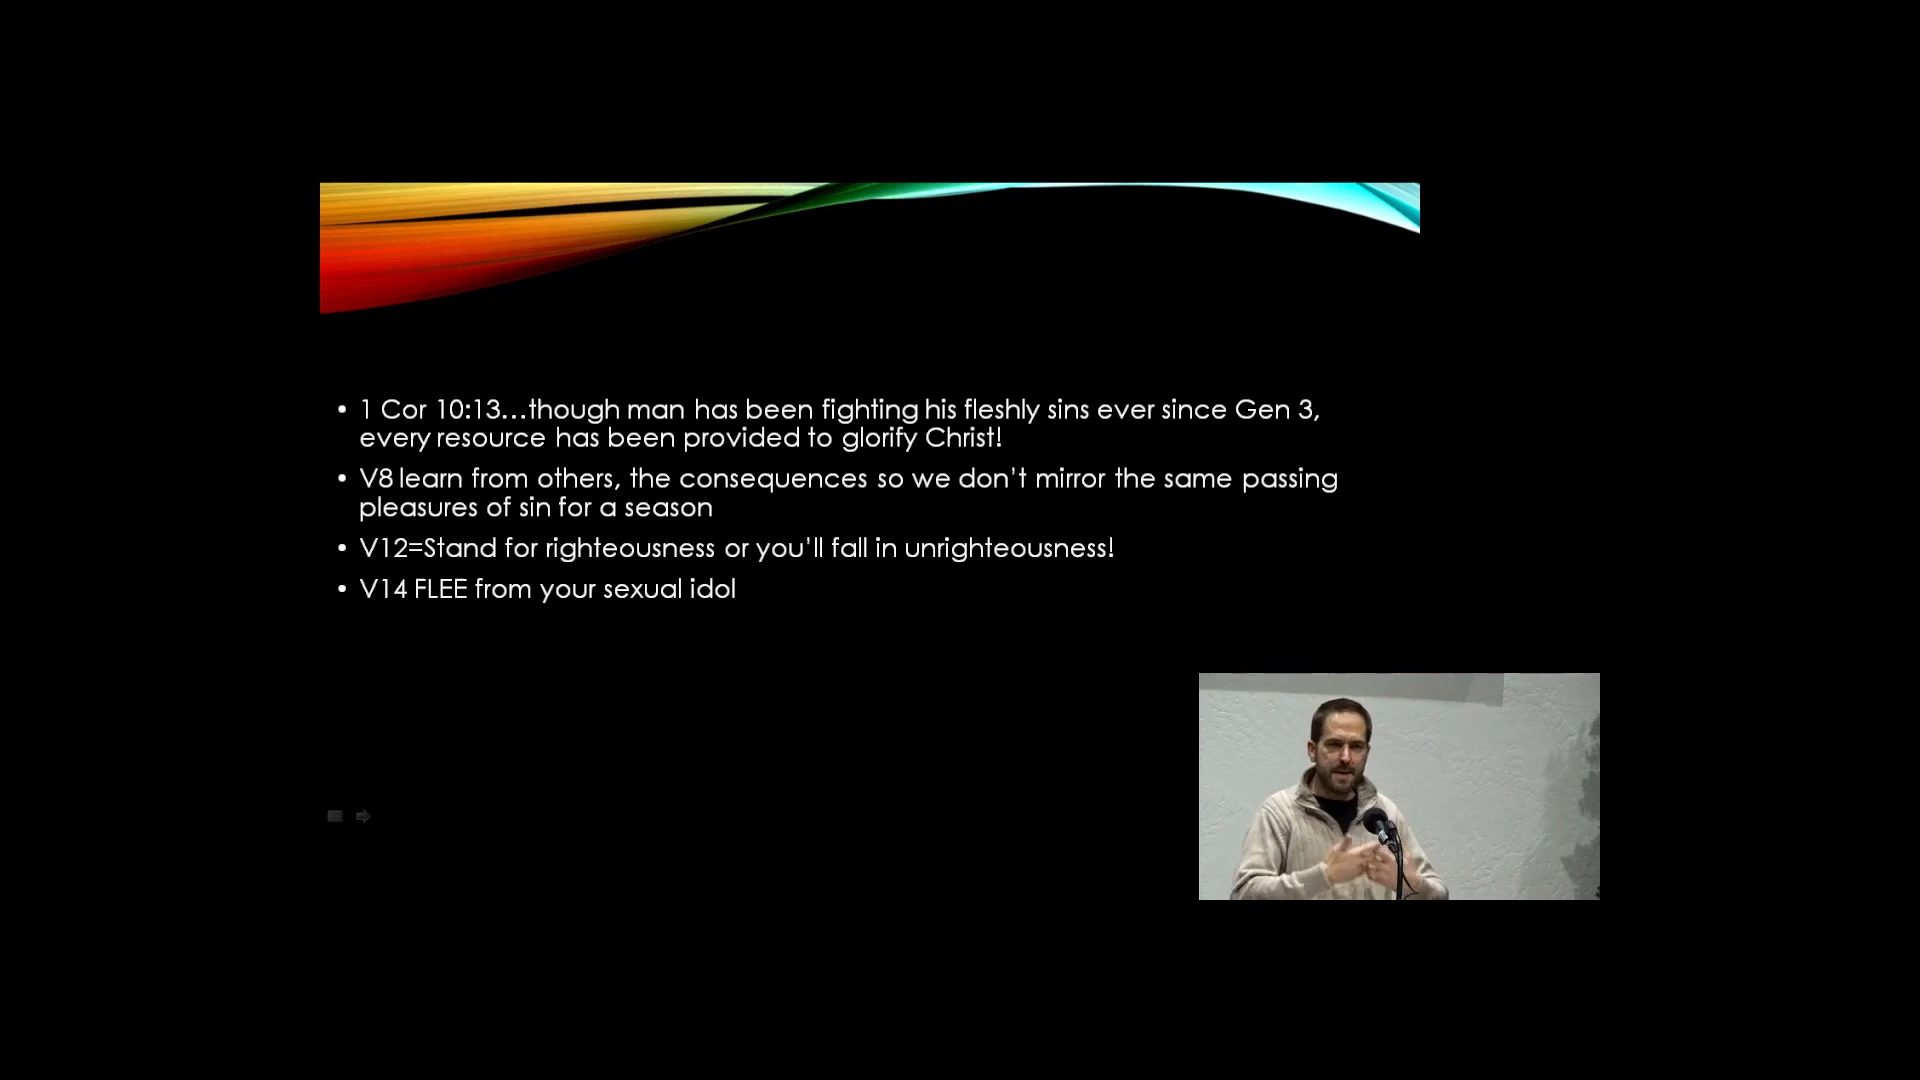 • 1 Cor 10:13…though man has been fighting his fleshly sins ever since Gen 3,
every resource has been provided to glorify Christ!
• V8 learn from others, the consequences so we don't mirror the same passing
pleasures of sin for a season
• V12=Stand for righteousness or you'll fall in unrighteousness!
• V14 FLEE from your sexual idol